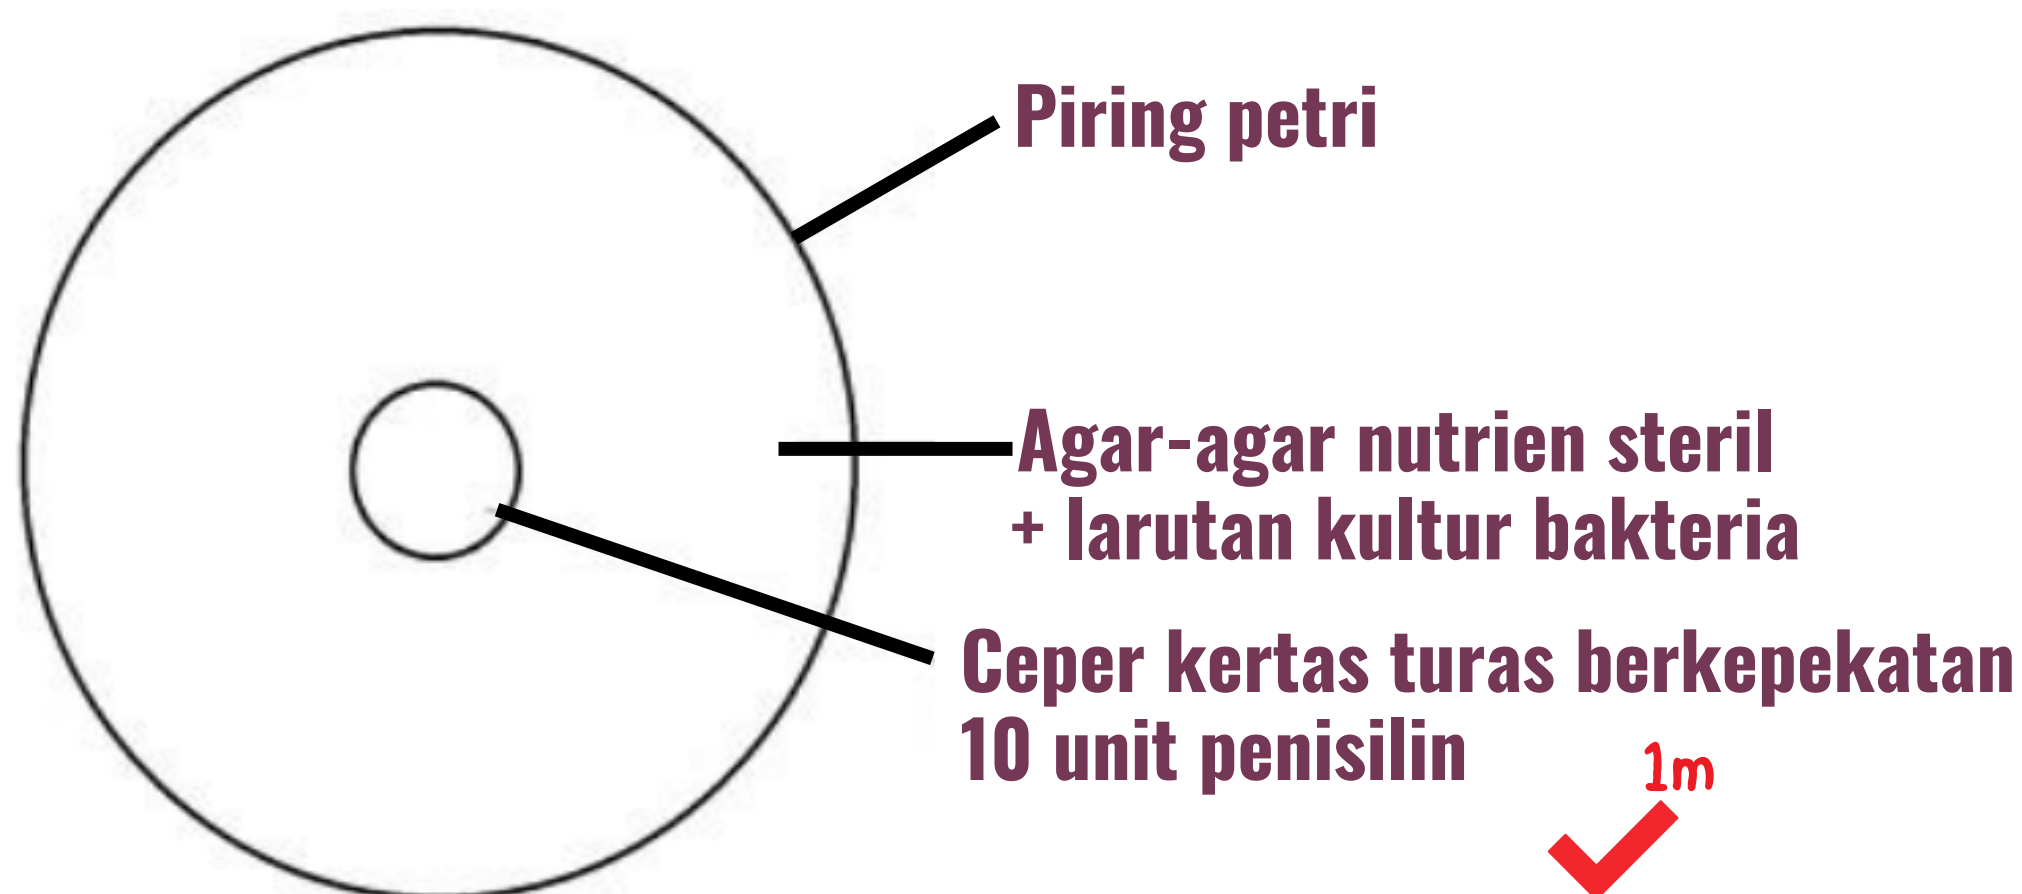 Piring petri
Agar-agar nutrien steril
+ larutan kultur bakteria
Ceper kertas turas berkepekatan
10 unit penisilin
1m